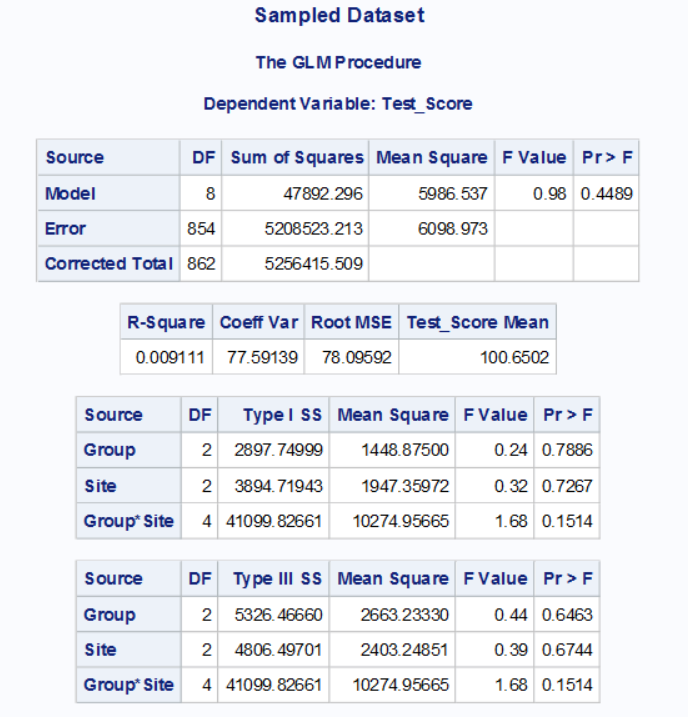 Sampled Dataset
The GLM Procedure
Dependent Variable: Test_Score
Source DF Sum of Squares Mean Square F Value Pr > F
Model 8 47892.296 5986.537 0.98 0.4489
Error 854 5208523.213 6098.973
Corrected Total 862 5256415.509
R-Square Coeff Var Root MSE Test_Score Mean
0.009111 77.59139 78.09592 100.6502
Source DF Type I SS Mean Square F Value Pr > F
Group 2 2897.74999 1448.87500 0.24 0.7886
Site 2 3894.71943 1947.35972 0.32 0.7267
Group*Site 4 41099.82661 10274.95665 1.68 0.1514
Source DF Type III SS Mean Square F Value Pr > F
Group 2 5326.46660 2663.23330 0.44 0.6463
Site 2 4806.49701 2403.24851 0.39 0.6744
Group*Site 4 41099.82661 10274.95665 1.68 0.1514